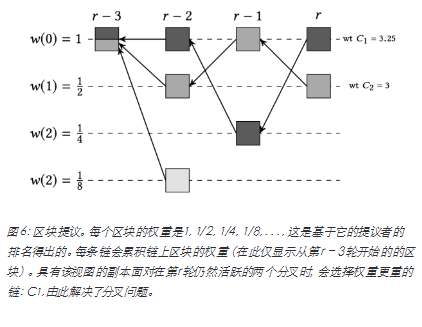 r − 3 r − 2 r − 1 r
w(0) = 1 wt C₁ = 3.25
w(1) = 1/2 wt C₂ = 3
w(2) = 1/4
w(2) = 1/8
图6:区块提议。每个区块的权重是1, 1/2, 1/4, 1/8, . . . , 这是基于它的提议者的
排名得出的。每条链会累积链上区块的权重 (在此仅显示从第r − 3轮开始的的区
块) 。具有该视图的副本面对在第r轮仍然活跃的两个分叉时, 会选择权重更重的
链: C1, 由此解决了分叉问题。